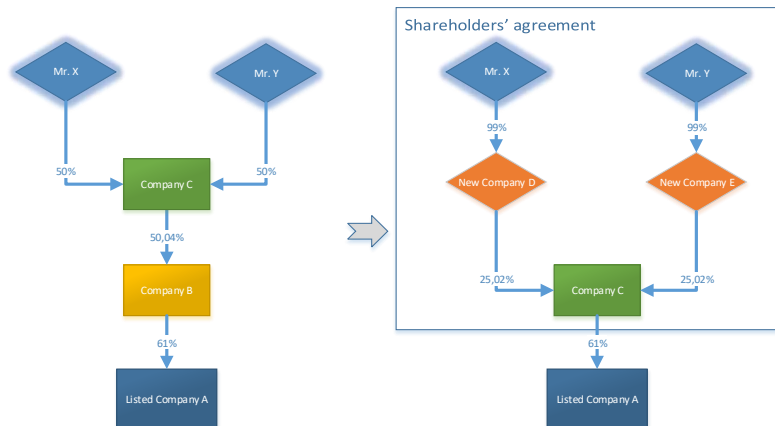 Shareholders' agreement
Mr. X
Mr. Y
50%
50%
Company C
50,04%
Company B
61%
Listed Company A
Mr. X
Mr. Y
99%
99%
New Company D
New Company E
25,02%
25,02%
Company C
61%
Listed Company A